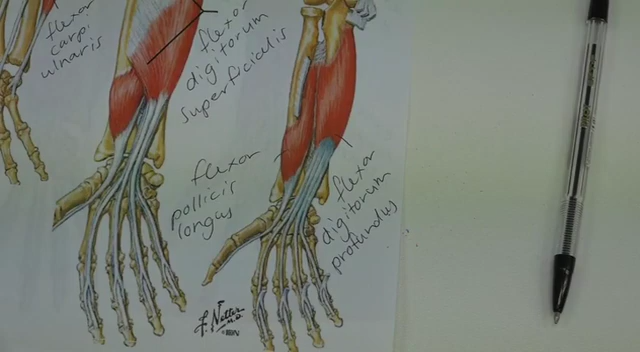 flexor
carpi
ulnaris
flexor
digitorum
superficialis
flexor
pollicis
longus
flexor
digitorum
profundus
F. Netter
M.D.